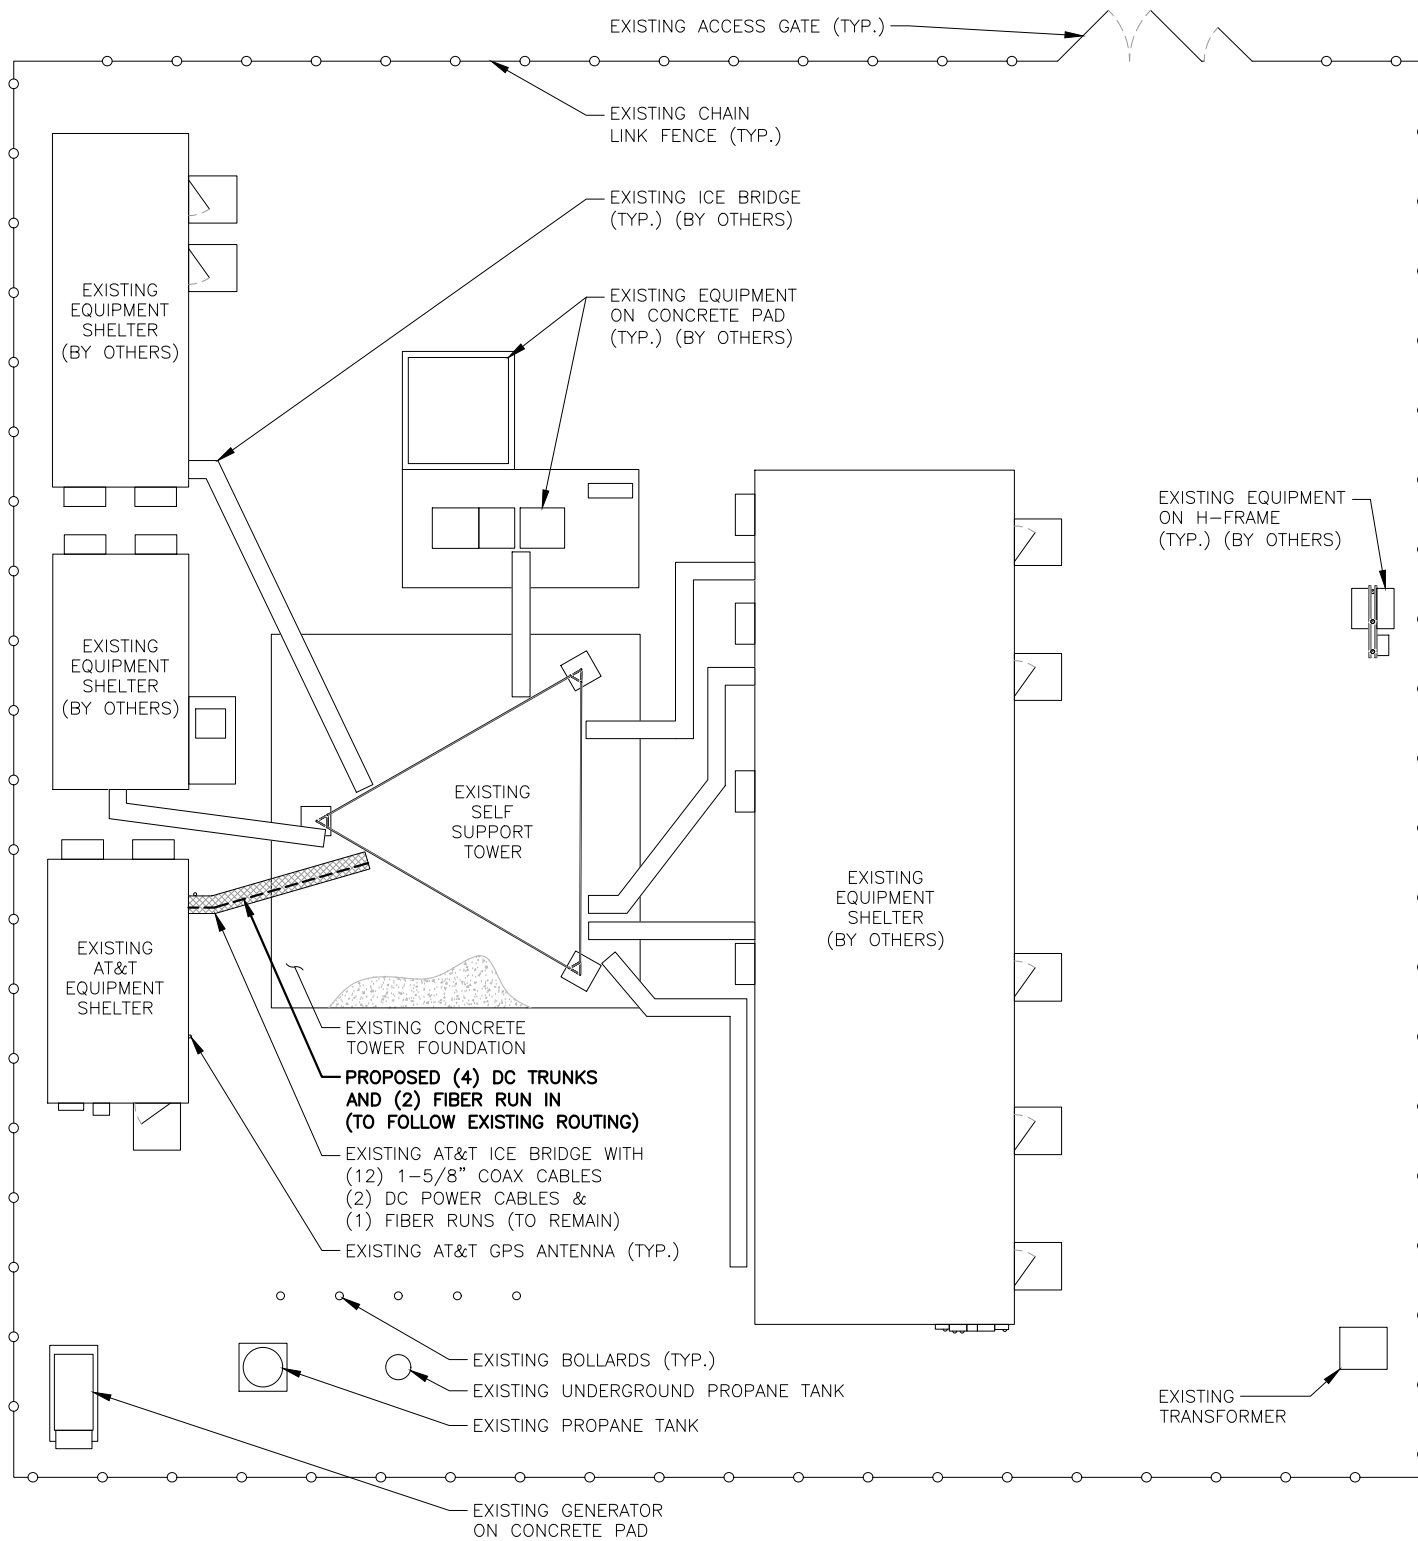 EXISTING ACCESS GATE (TYP.)
EXISTING CHAIN
LINK FENCE (TYP.)
EXISTING ICE BRIDGE
(TYP.) (BY OTHERS)
EXISTING
EQUIPMENT
SHELTER
(BY OTHERS)
EXISTING EQUIPMENT
ON CONCRETE PAD
(TYP.) (BY OTHERS)
EXISTING EQUIPMENT
ON H-FRAME
(TYP.) (BY OTHERS)
EXISTING
EQUIPMENT
SHELTER
(BY OTHERS)
EXISTING
SELF
SUPPORT
TOWER
EXISTING
EQUIPMENT
SHELTER
(BY OTHERS)
EXISTING
AT&T
EQUIPMENT
SHELTER
EXISTING CONCRETE
TOWER FOUNDATION
PROPOSED (4) DC TRUNKS
AND (2) FIBER RUN IN
(TO FOLLOW EXISTING ROUTING)
EXISTING AT&T ICE BRIDGE WITH
(12) 1-5/8" COAX CABLES
(2) DC POWER CABLES &
(1) FIBER RUNS (TO REMAIN)
EXISTING AT&T GPS ANTENNA (TYP.)
EXISTING BOLLARDS (TYP.)
EXISTING UNDERGROUND PROPANE TANK
EXISTING PROPANE TANK
EXISTING
TRANSFORMER
EXISTING GENERATOR
ON CONCRETE PAD